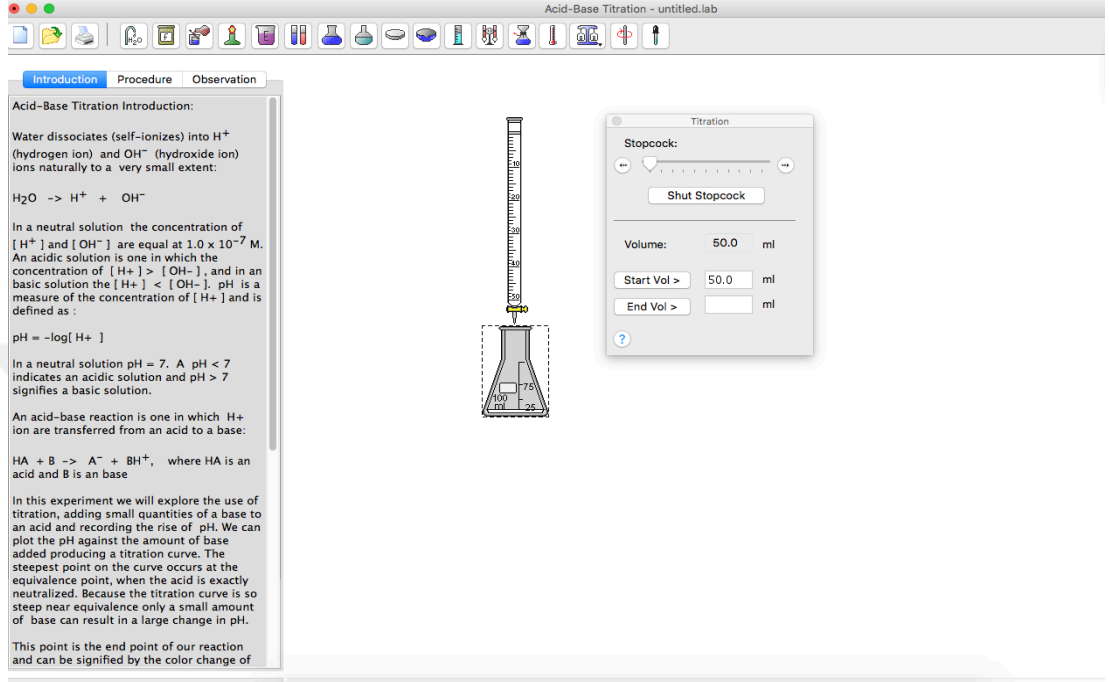 Acid-Base Titration - untitled.lab
Introduction
Procedure
Observation
Acid-Base Titration Introduction:
Water dissociates (self-ionizes) into H⁺
(hydrogen ion) and OH⁻ (hydroxide ion)
ions naturally to a very small extent:
H₂O -> H⁺ + OH⁻
In a neutral solution the concentration of
[ H⁺ ] and [ OH⁻ ] are equal at 1.0 x 10⁻⁷ M.
An acidic solution is one in which the
concentration of [ H+ ] > [ OH- ] , and in an
basic solution the [ H+ ] < [ OH- ]. pH is a
measure of the concentration of [ H+ ] and is
defined as :
pH = -log[ H+ ]
In a neutral solution pH = 7. A pH < 7
indicates an acidic solution and pH > 7
signifies a basic solution.
An acid-base reaction is one in which H+
ion are transferred from an acid to a base:
HA + B -> A⁻ + BH⁺, where HA is an
acid and B is an base
In this experiment we will explore the use of
titration, adding small quantities of a base to
an acid and recording the rise of pH. We can
plot the pH against the amount of base
added producing a titration curve. The
steepest point on the curve occurs at the
equivalence point, when the acid is exactly
neutralized. Because the titration curve is so
steep near equivalence only a small amount
of base can result in a large change in pH.
This point is the end point of our reaction
and can be signified by the color change of
10
20
30
40
50
75
100
ml 25
Titration
Stopcock:
Shut Stopcock
Volume: 50.0 ml
Start Vol > 50.0 ml
End Vol > ml
?